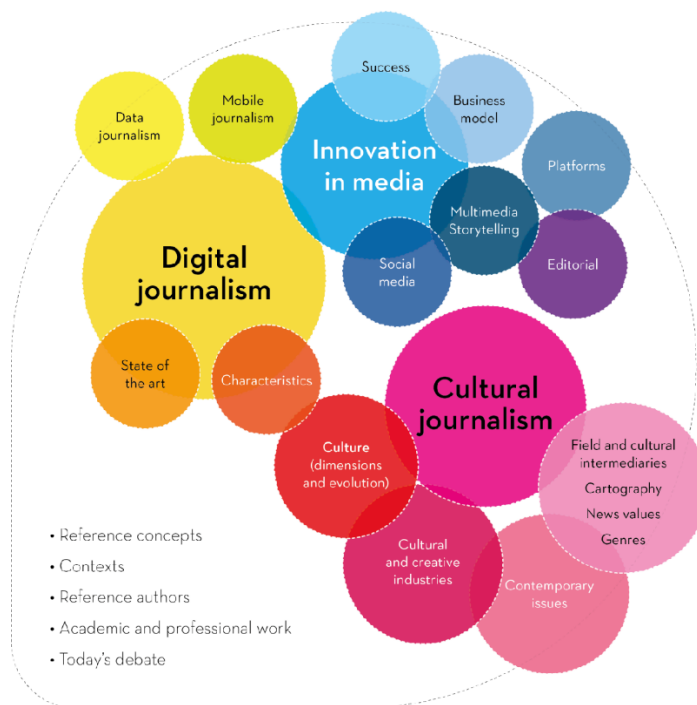 Success
Data
journalism
Mobile
journalism
Business
model
Innovation
in media
Platforms
Multimedia
Storytelling
Digital
journalism
Social
media
Editorial
State of
the art
Characteristics
Cultural
journalism
Culture
(dimensions
and evolution)
Field and cultural
intermediaries
Cartography
News values
Genres
Cultural
and creative
industries
Contemporary
issues
• Reference concepts
• Contexts
• Reference authors
• Academic and professional work
• Today's debate